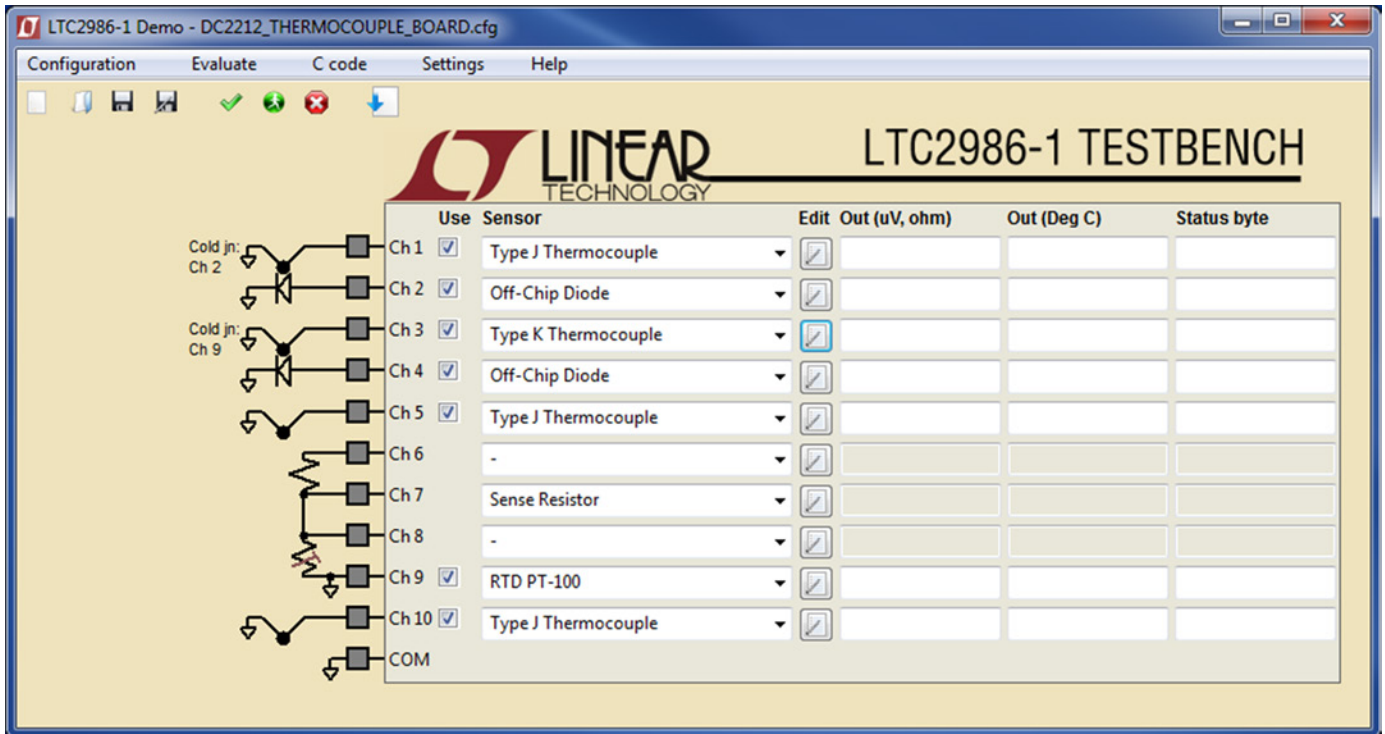 LTC2986-1 Demo - DC2212_THERMOCOUPLE_BOARD.cfg
Configuration Evaluate C code Settings Help
LINEAR
TECHNOLOGY
LTC2986-1 TESTBENCH
Use Sensor Edit Out (uV, ohm) Out (Deg C) Status byte
Cold jn:
Ch 2
Ch 1 Type J Thermocouple
Ch 2 Off-Chip Diode
Cold jn:
Ch 9
Ch 3 Type K Thermocouple
Ch 4 Off-Chip Diode
Ch 5 Type J Thermocouple
Ch 6 -
Ch 7 Sense Resistor
Ch 8 -
Ch 9 RTD PT-100
Ch 10 Type J Thermocouple
COM